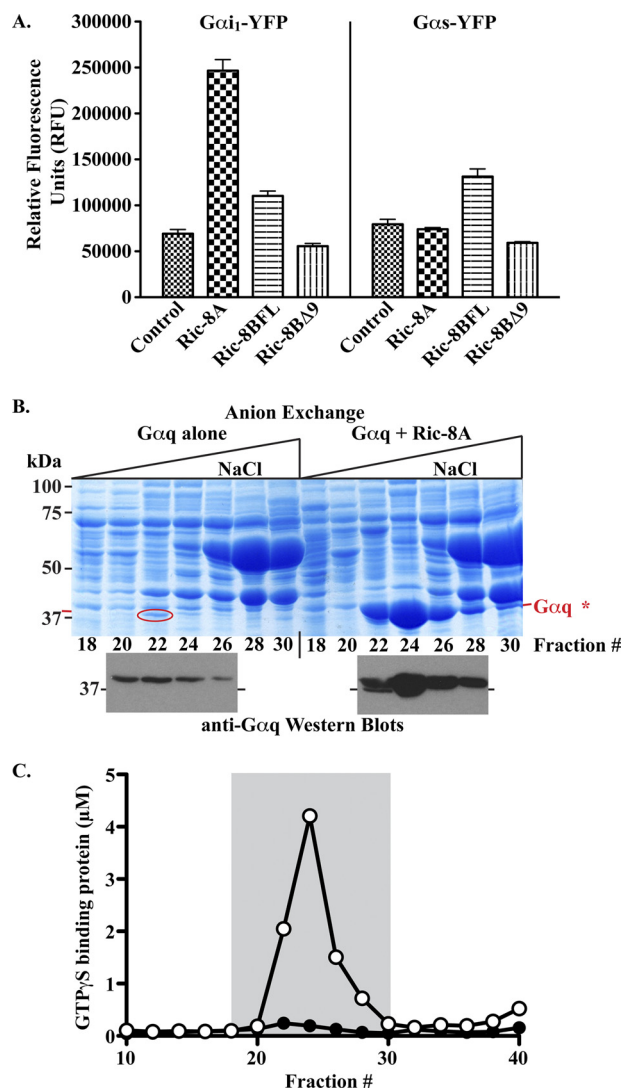 A.
Gαi₁-YFP Gαs-YFP
Relative Fluorescence
Units (RFU)
300000
250000
200000
150000
100000
50000
0
Control Ric-8A Ric-8BFL Ric-8BΔ9 Control Ric-8A Ric-8BFL Ric-8BΔ9
B.
Anion Exchange
Gαq alone Gαq + Ric-8A
kDa NaCl NaCl
100
75
50
37
Gαq *
18 20 22 24 26 28 30 18 20 22 24 26 28 30 Fraction #
37
anti-Gαq Western Blots
C.
GTPγS binding protein (μM)
5
4
3
2
1
0
10 20 30 40
Fraction #